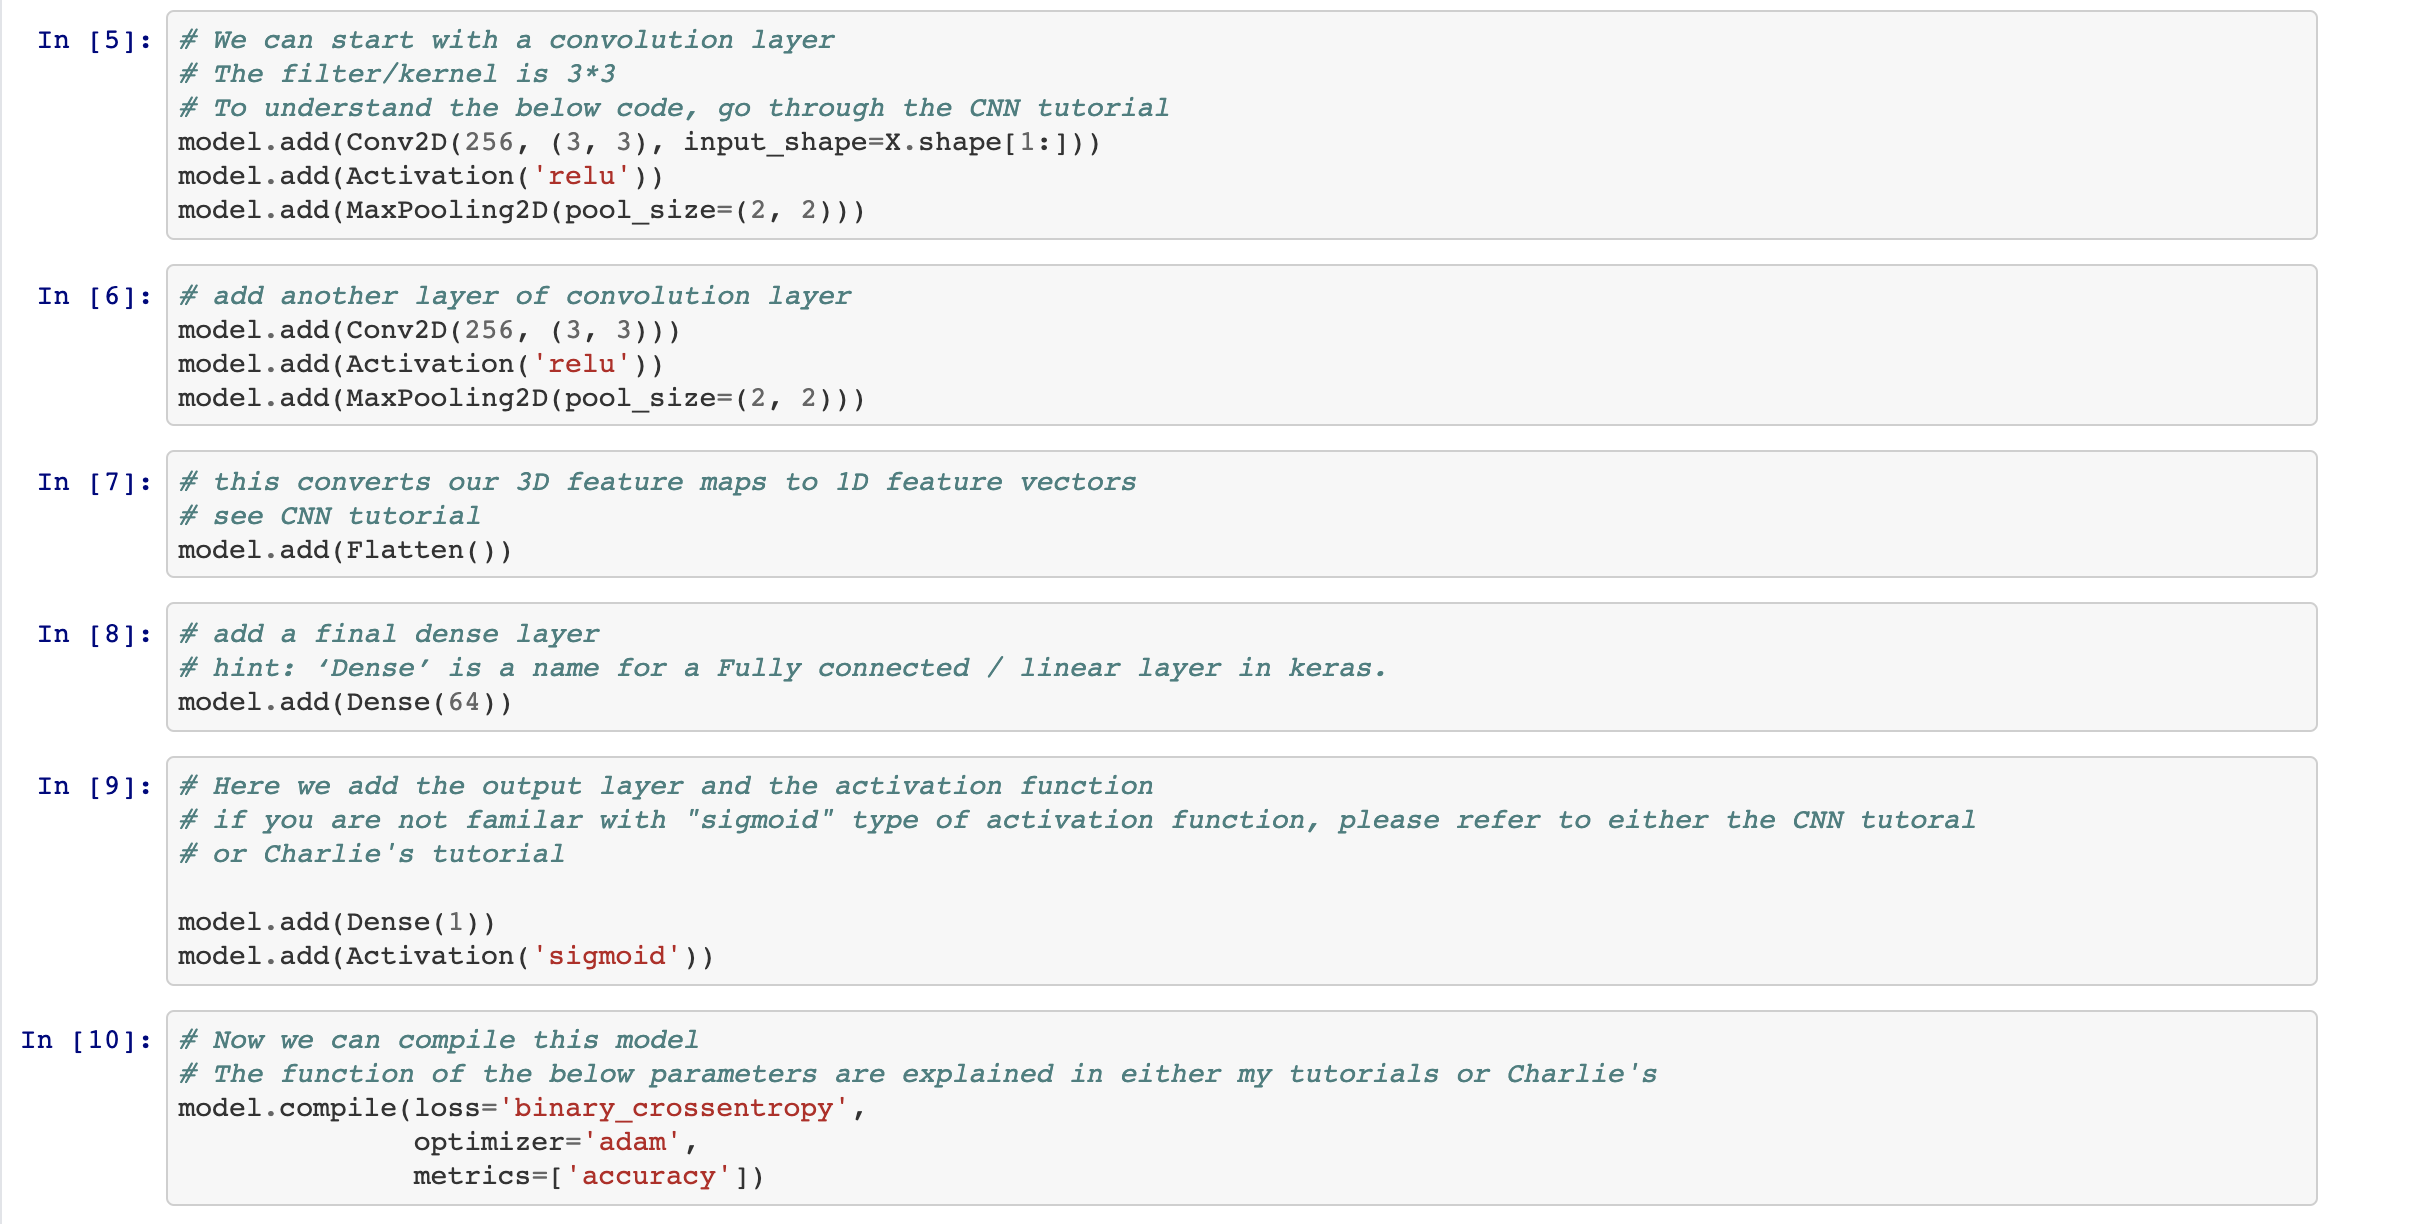 In [5]:
# We can start with a convolution layer
# The filter/kernel is 3*3
# To understand the below code, go through the CNN tutorial
model.add(Conv2D(256, (3, 3), input_shape=X.shape[1:]))
model.add(Activation('relu'))
model.add(MaxPooling2D(pool_size=(2, 2)))
In [6]:
# add another layer of convolution layer
model.add(Conv2D(256, (3, 3)))
model.add(Activation('relu'))
model.add(MaxPooling2D(pool_size=(2, 2)))
In [7]:
# this converts our 3D feature maps to 1D feature vectors
# see CNN tutorial
model.add(Flatten())
In [8]:
# add a final dense layer
# hint: ‘Dense’ is a name for a Fully connected / linear layer in keras.
model.add(Dense(64))
In [9]:
# Here we add the output layer and the activation function
# if you are not familar with "sigmoid" type of activation function, please refer to either the CNN tutoral
# or Charlie's tutorial
model.add(Dense(1))
model.add(Activation('sigmoid'))
In [10]:
# Now we can compile this model
# The function of the below parameters are explained in either my tutorials or Charlie's
model.compile(loss='binary_crossentropy',
              optimizer='adam',
              metrics=['accuracy'])